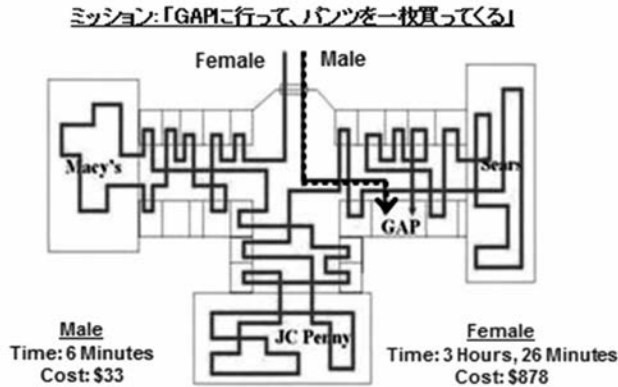 ミッション:「GAPに行って、パンツを一枚買ってくる」
Female
Male
Macy's
Sears
GAP
JC Penny
Male
Time: 6 Minutes
Cost: $33
Female
Time: 3 Hours, 26 Minutes
Cost: $878